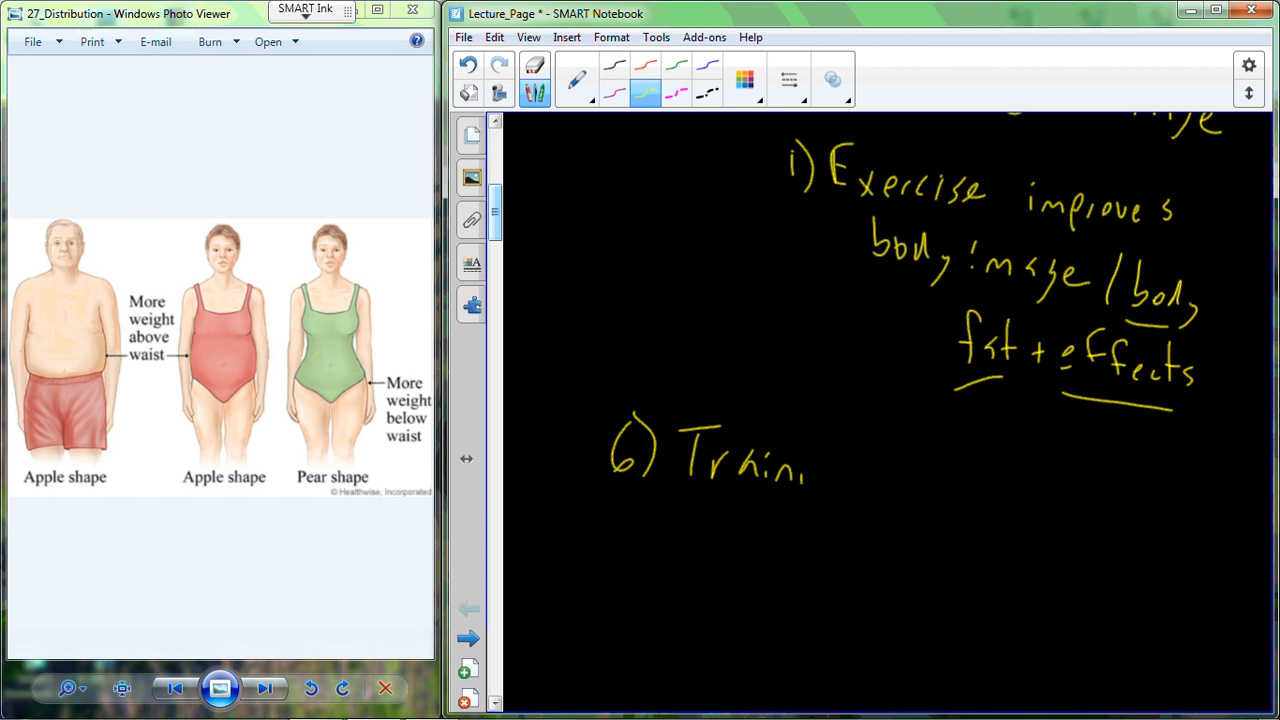 27_Distribution - Windows Photo Viewer
SMART Ink
File Print E-mail Burn Open
More
weight
above
waist
More
weight
below
waist
Apple shape
Apple shape
Pear shape
© Healthwise, Incorporated
Lecture_Page * - SMART Notebook
File Edit View Insert Format Tools Add-ons Help
i) Exercise improves
body image / body
fat + effects
6) Train